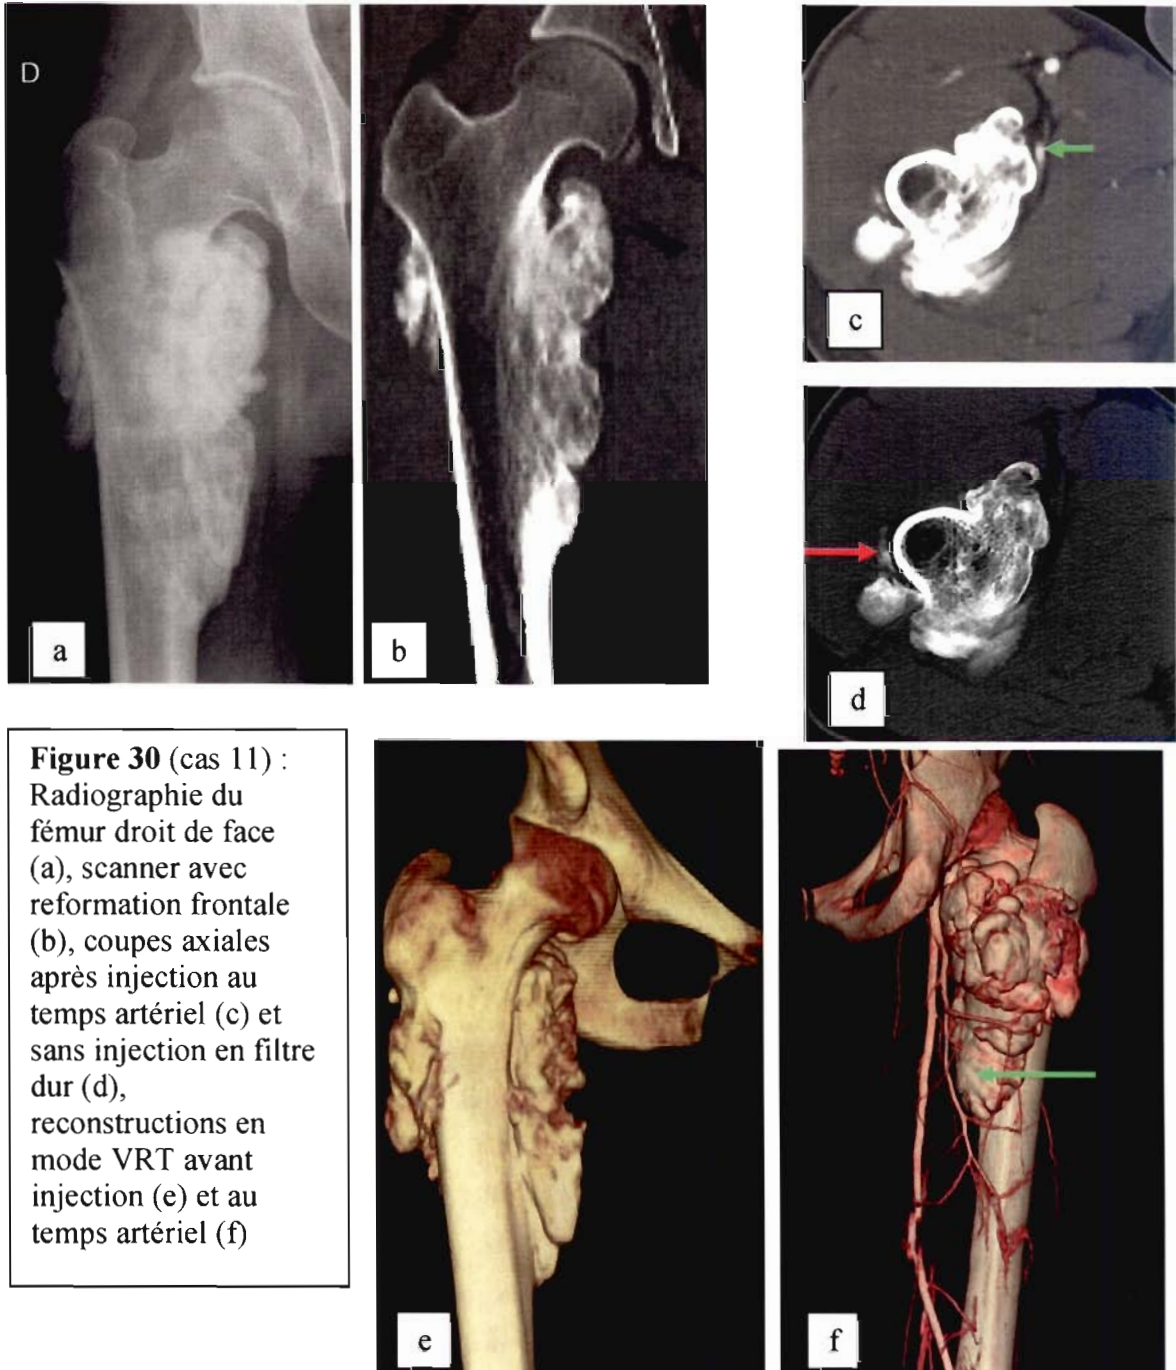 D
a
b
c
d
Figure 30 (cas 11) :
Radiographie du
fémur droit de face
(a), scanner avec
reformation frontale
(b), coupes axiales
après injection au
temps artériel (c) et
sans injection en filtre
dur (d),
reconstructions en
mode VRT avant
injection (e) et au
temps artériel (f)
e
f